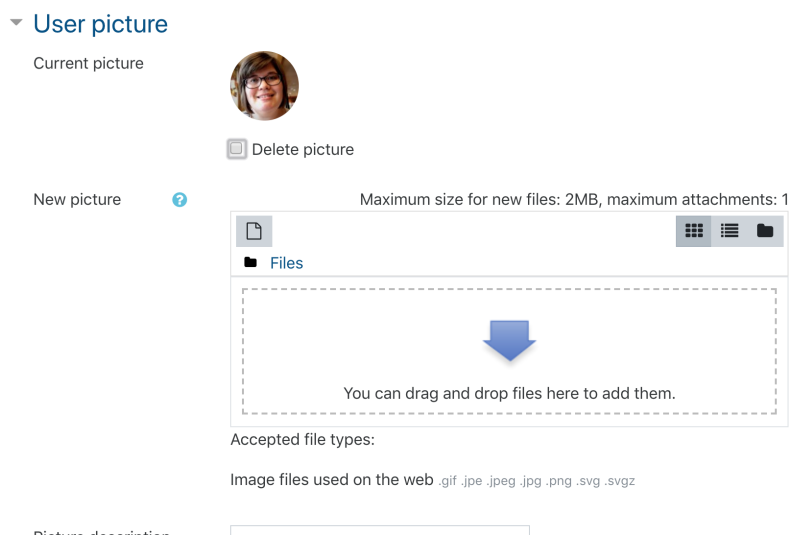 User picture
Current picture
Delete picture
New picture ? Maximum size for new files: 2MB, maximum attachments: 1
Files
You can drag and drop files here to add them.
Accepted file types:
Image files used on the web .gif .jpe .jpeg .jpg .png .svg .svgz
Picture description